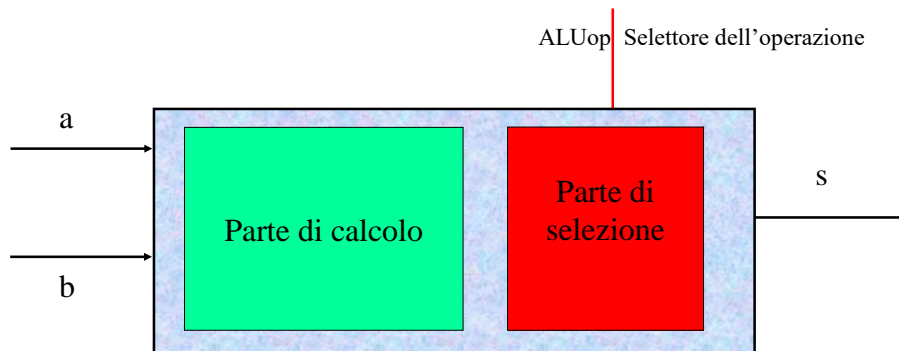 ALUop Selettore dell’operazione
a
b
Parte di calcolo
Parte di
selezione
s